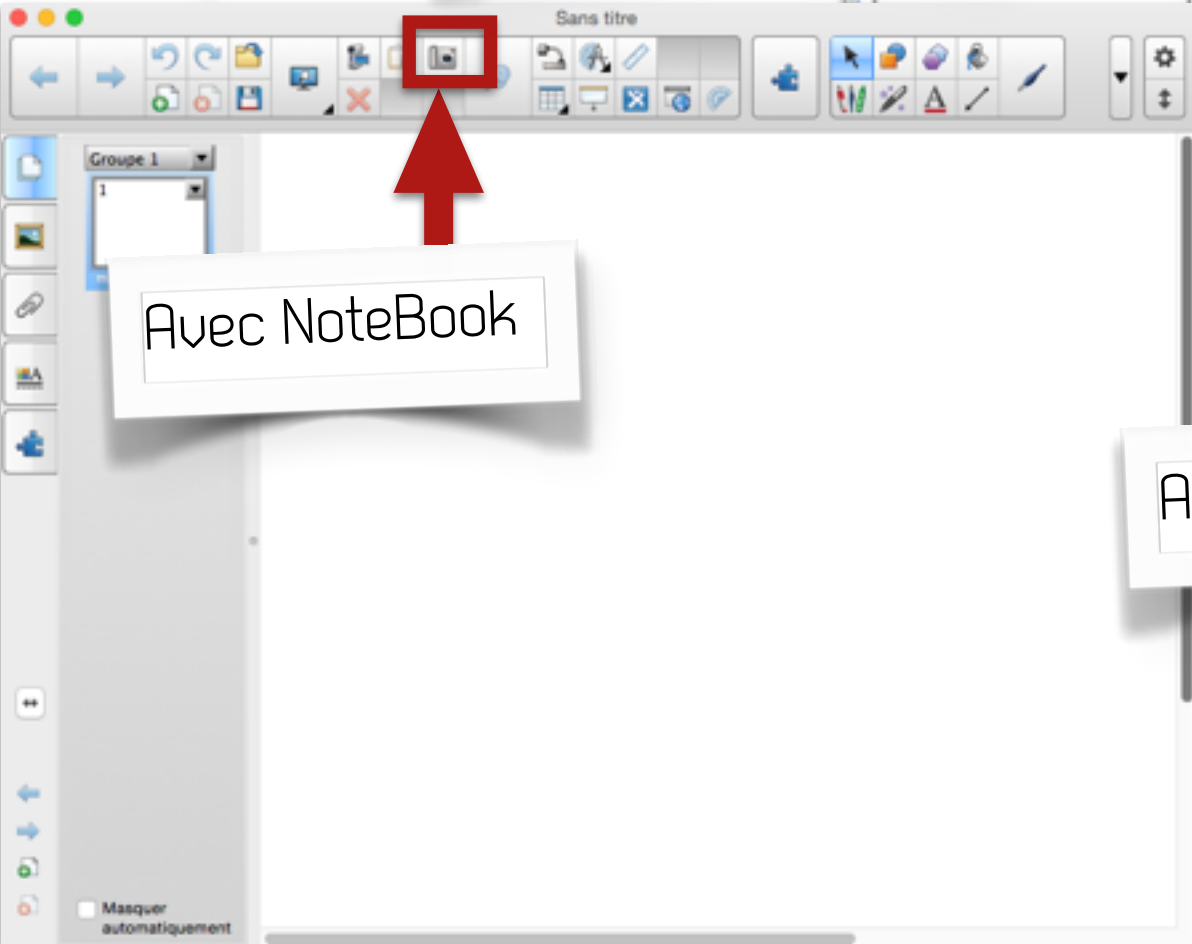 Sans titre
Groupe 1
1
Avec NoteBook
A
Masquer
automatiquement